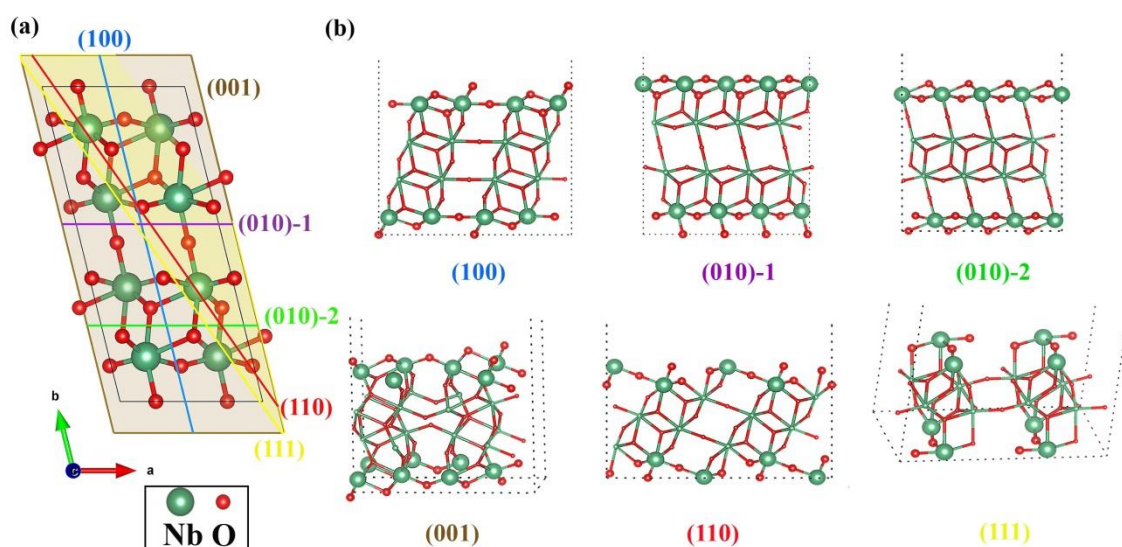 (a)
(100)
(001)
(010)-1
(010)-2
(110)
(111)
b
c
a
Nb O
(b)
(100)
(010)-1
(010)-2
(001)
(110)
(111)